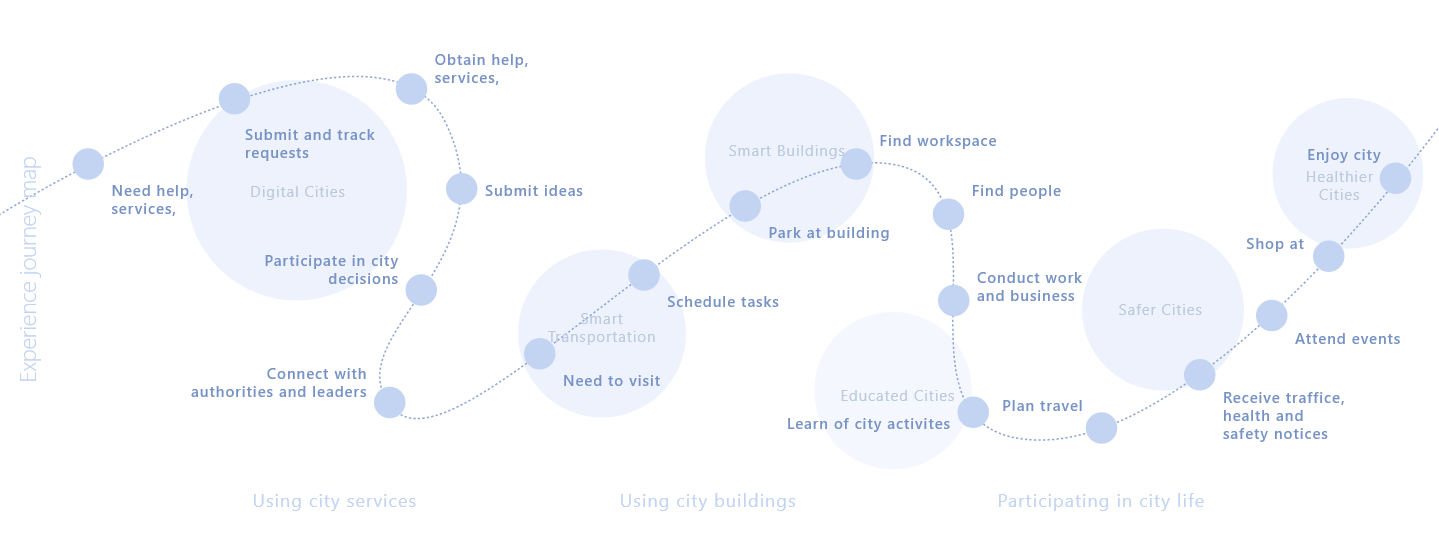 Experience journey map
Need help,
services,
Submit and track
requests
Digital Cities
Obtain help,
services,
Submit ideas
Participate in city
decisions
Connect with
authorities and leaders
Smart
Transportation
Need to visit
Schedule tasks
Smart Buildings
Park at building
Find workspace
Find people
Conduct work
and business
Educated Cities
Learn of city activites
Plan travel
Safer Cities
Receive traffic,
health and
safety notices
Attend events
Shop at
Enjoy city
Healthier
Cities
Using city services
Using city buildings
Participating in city life